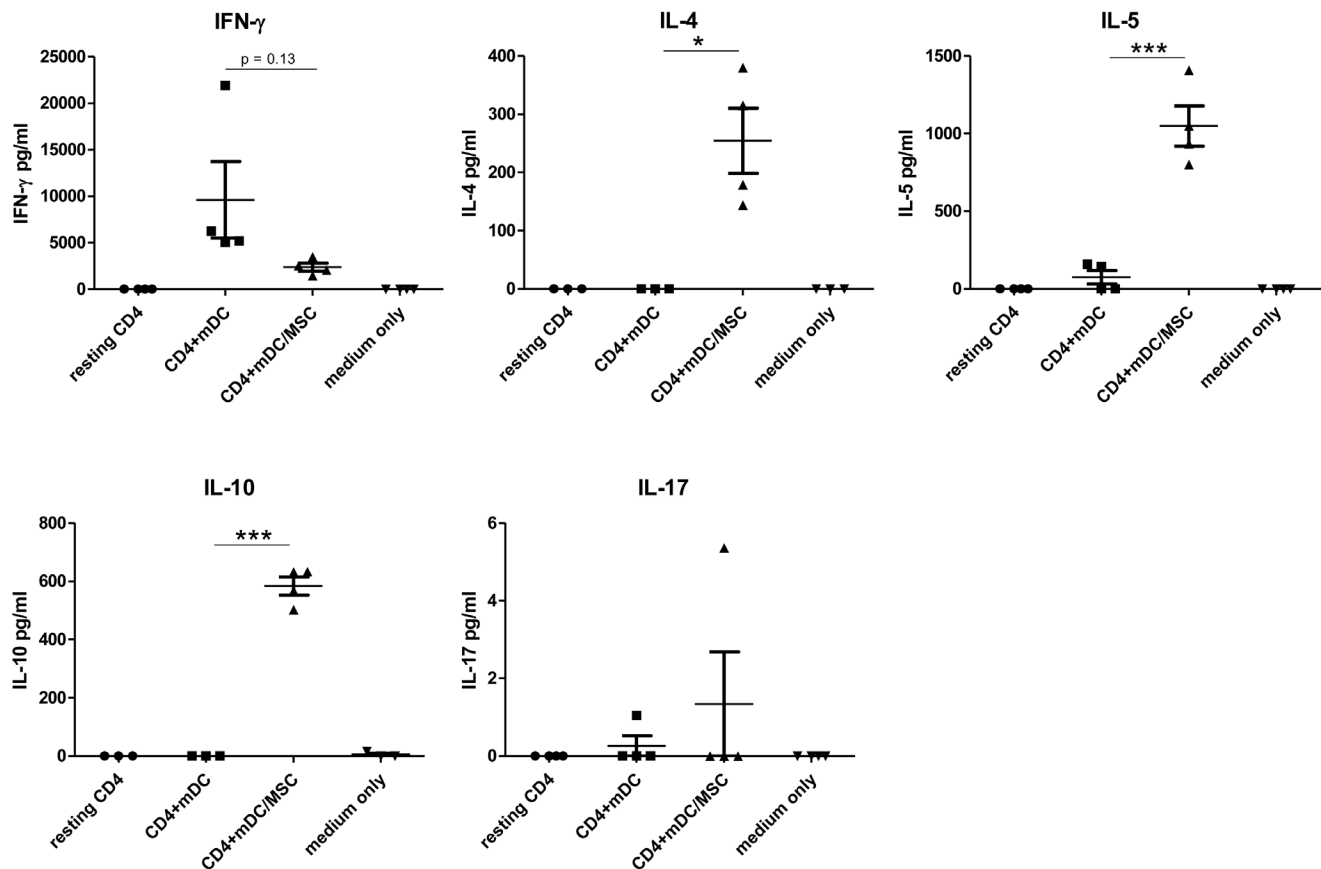 IFN-γ
p = 0.13
IFN-γ pg/ml
25000
20000
15000
10000
5000
0
resting CD4
CD4+mDC
CD4+mDC/MSC
medium only
IL-4
*
IL-4 pg/ml
400
300
200
100
0
resting CD4
CD4+mDC
CD4+mDC/MSC
medium only
IL-5
***
IL-5 pg/ml
1500
1000
500
0
resting CD4
CD4+mDC
CD4+mDC/MSC
medium only
IL-10
***
IL-10 pg/ml
800
600
400
200
0
resting CD4
CD4+mDC
CD4+mDC/MSC
medium only
IL-17
IL-17 pg/ml
6
4
2
0
resting CD4
CD4+mDC
CD4+mDC/MSC
medium only